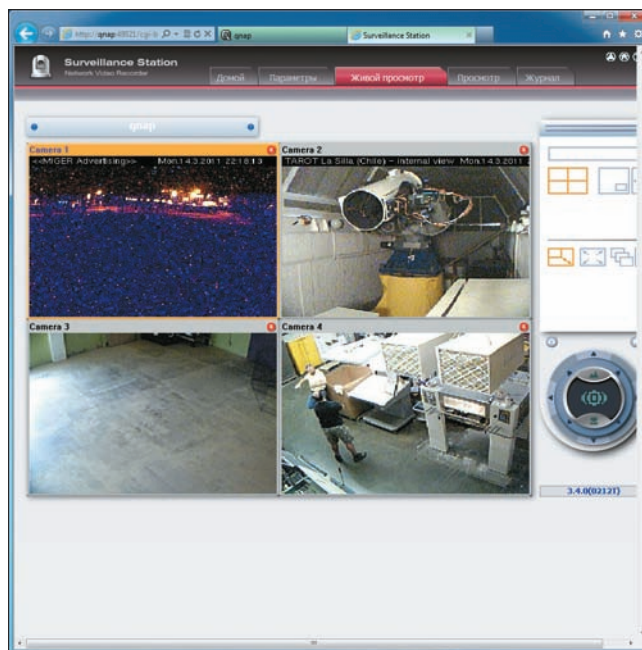 http://qnap:49021/cgi-b
qnap
Surveillance Station
Surveillance Station
Network Video Recorder
Домой
Параметры
Живой просмотр
Просмотр
Журнал
qnap
Camera 1
<<MIGER Advertising>> Mon.14.3.2011 22:18:13
Camera 2
TAROT La Silla (Chile) - internal view Mon.14.3.2011 2
Camera 3
Camera 4
3.4.0(0212T)